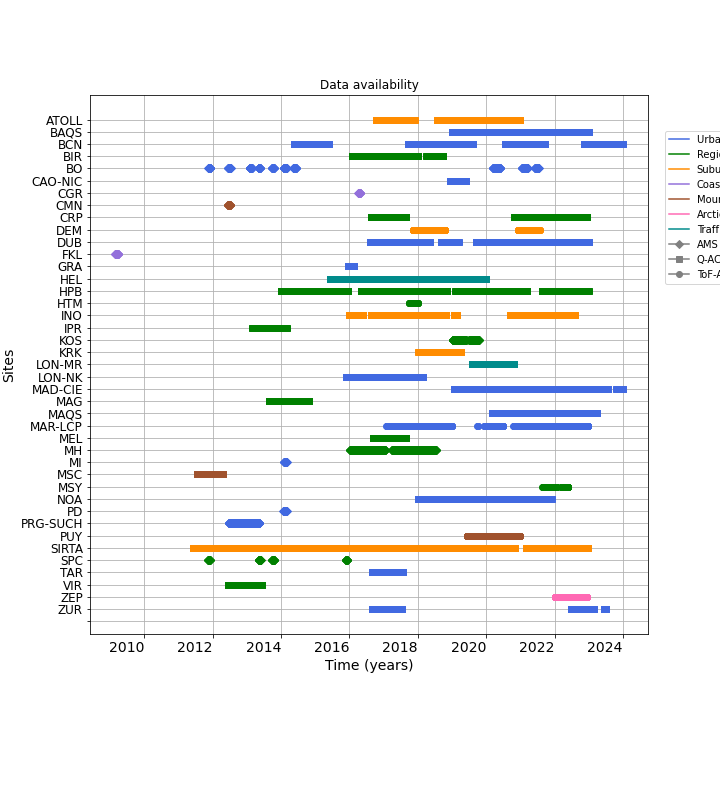 Data availability
ATOLL
BAQS
BCN
BIR
BO
CAO-NIC
CGR
CMN
CRP
DEM
DUB
FKL
GRA
HEL
HPB
HTM
INO
IPR
KOS
KRK
LON-MR
LON-NK
MAD-CIE
MAG
MAQS
MAR-LCP
MEL
MH
MI
MSC
MSY
NOA
PD
PRG-SUCH
PUY
SIRTA
SPC
TAR
VIR
ZEP
ZUR
Sites
2010 2012 2014 2016 2018 2020 2022 2024
Time (years)
AMS